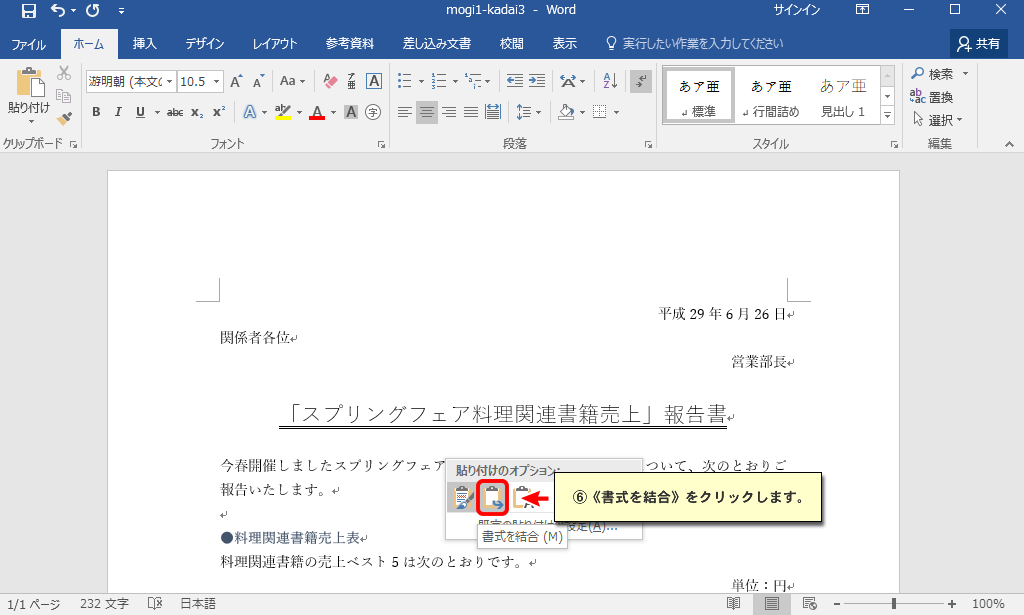 mogi1-kadai3 - Word
サインイン
ファイル ホーム 挿入 デザイン レイアウト 参考資料 差し込み文書 校閲 表示 実行したい作業を入力してください 共有
貼り付け
クリップボード
游明朝 (本文(
10.5
Aa
B I U abc X₂ X²
フォント
段落
あア亜 標準
あア亜 行間詰め
あア亜 見出し 1
スタイル
検索
置換
選択
編集
平成 29 年 6 月 26 日
関係者各位
営業部長
「スプリングフェア料理関連書籍売上」報告書
今春開催しましたスプリングフェア
ついて、次のとおりご
報告いたします。
●料理関連書籍売上表
料理関連書籍の売上ベスト 5 は次のとおりです。
単位：円
貼り付けのオプション:
⑥《書式を結合》をクリックします。
設定(A)...
書式を結合 (M)
1/1 ページ 232 文字 日本語
100%